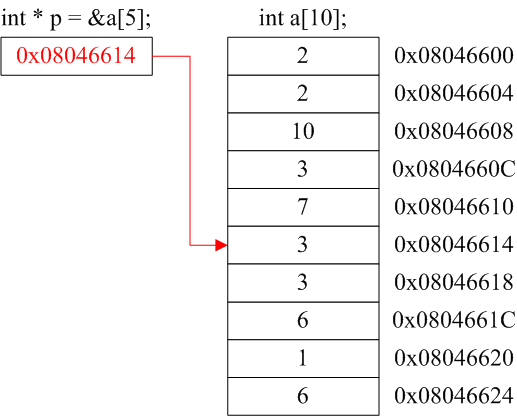 int * p = &a[5]; int a[10];
0x08046614 2 0x08046600
2 0x08046604
10 0x08046608
3 0x0804660C
7 0x08046610
3 0x08046614
3 0x08046618
6 0x0804661C
1 0x08046620
6 0x08046624